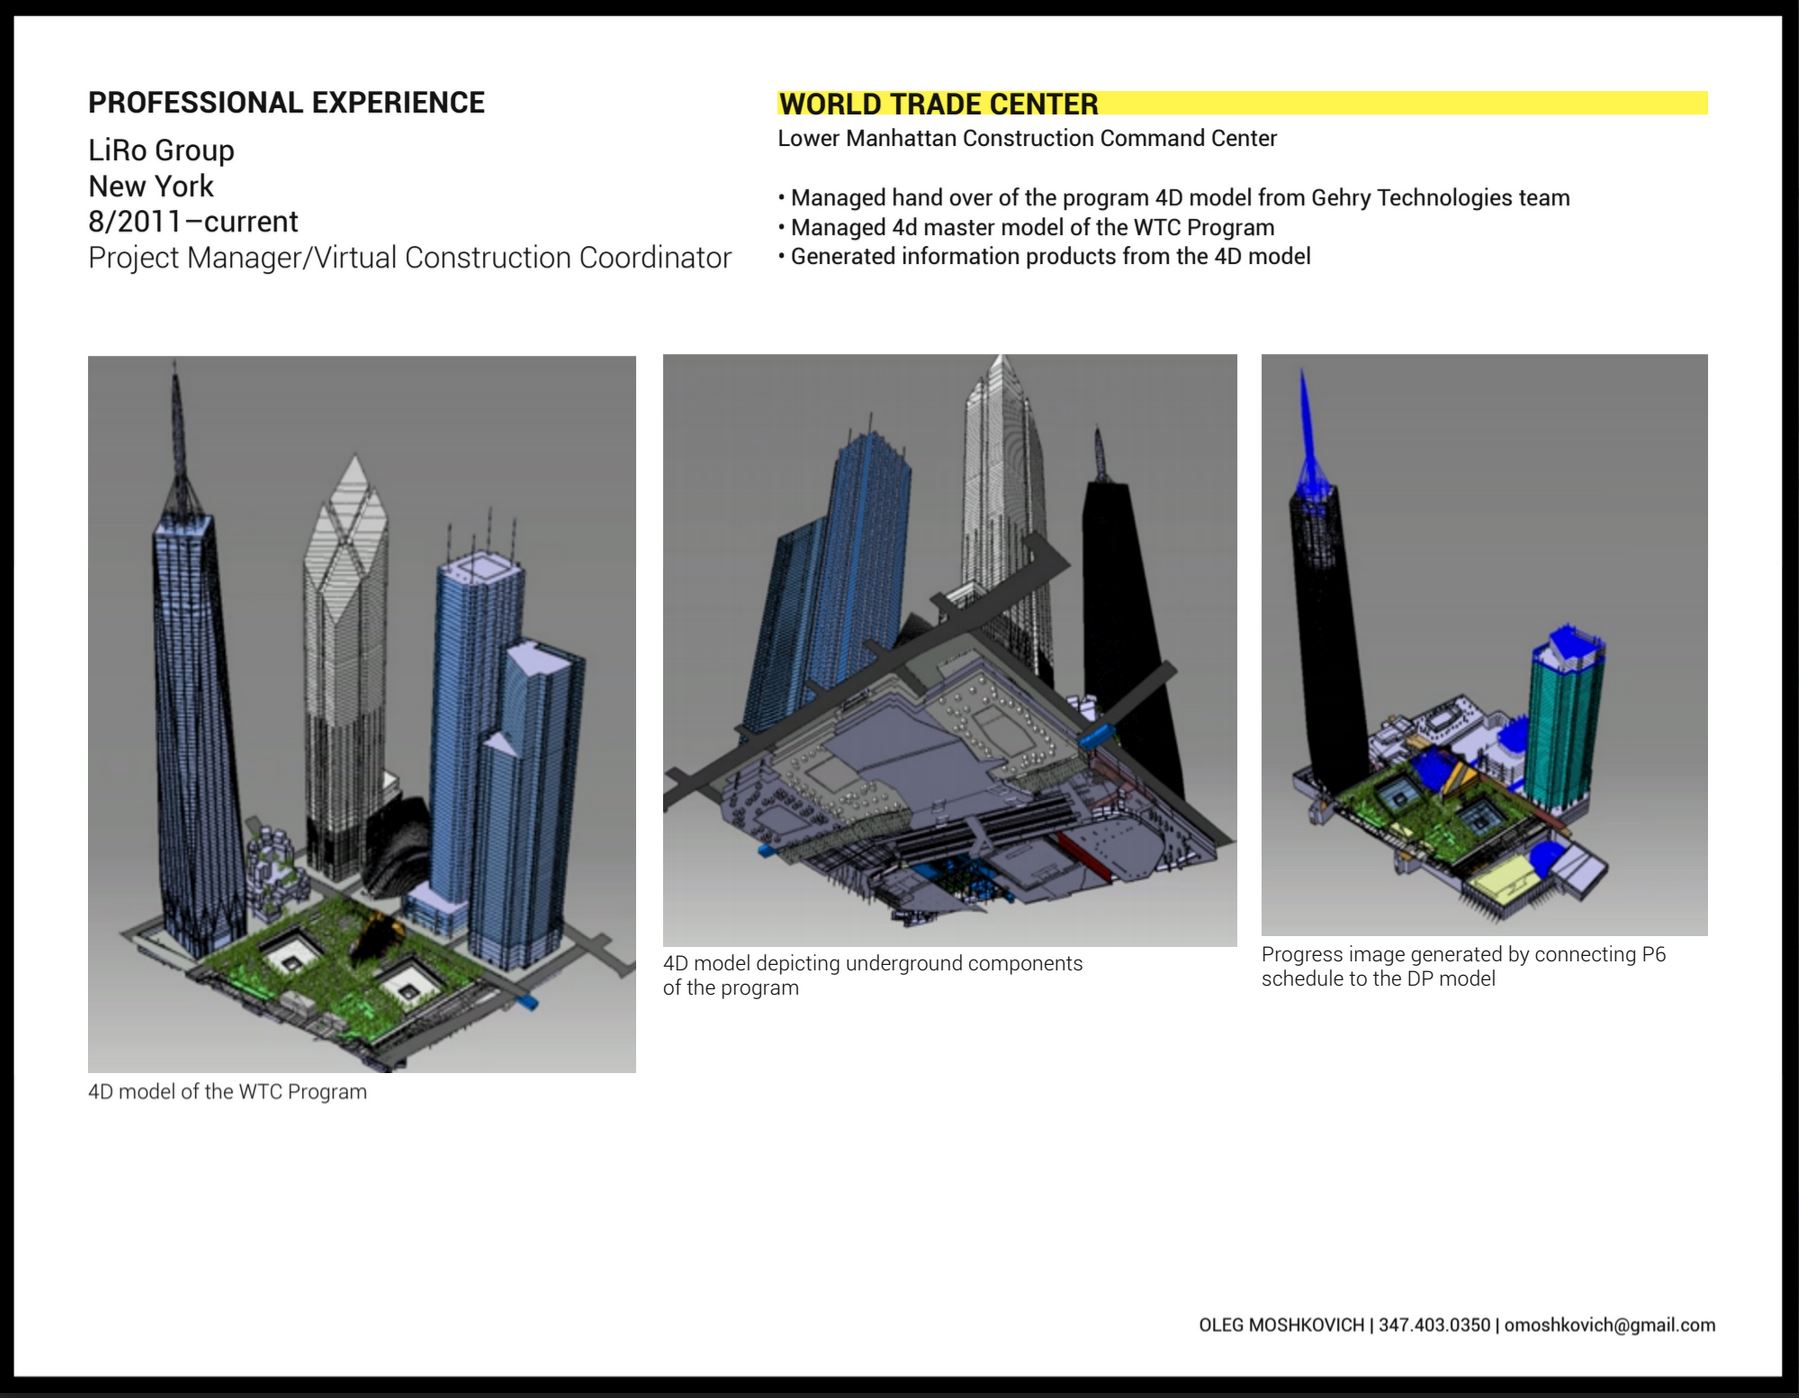 PROFESSIONAL EXPERIENCE
LiRo Group
New York
8/2011–current
Project Manager/Virtual Construction Coordinator
WORLD TRADE CENTER
Lower Manhattan Construction Command Center
• Managed hand over of the program 4D model from Gehry Technologies team
• Managed 4d master model of the WTC Program
• Generated information products from the 4D model
4D model of the WTC Program
4D model depicting underground components
of the program
Progress image generated by connecting P6
schedule to the DP model
OLEG MOSHKOVICH | 347.403.0350 | omoshkovich@gmail.com